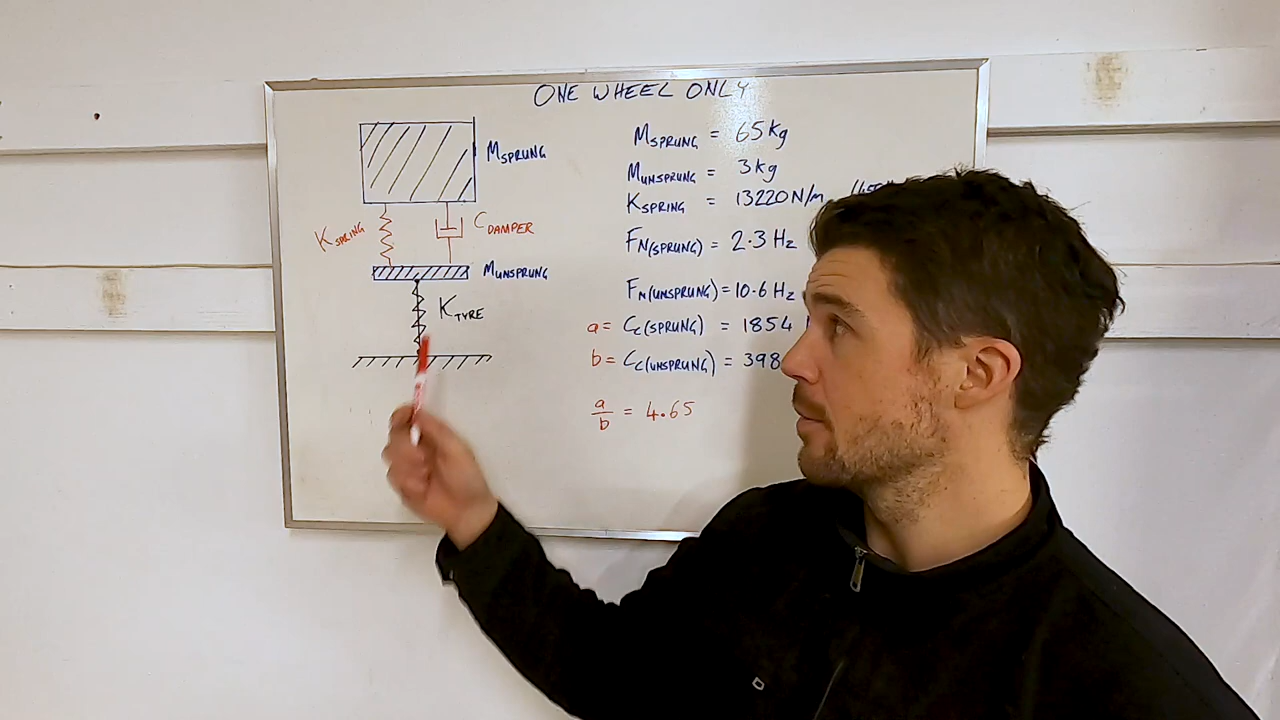 ONE WHEEL ONLY
MSPRUNG
KSPRING
CDAMPER
MUNSPRUNG
KTYRE
MSPRUNG = 65kg
MUNSPRUNG = 3kg
KSPRING = 13220N/m
FN(SPRUNG) = 2.3 Hz
FN(UNSPRUNG) = 10.6 Hz
a = CC(SPRUNG) = 1854
b = CC(UNSPRUNG) = 398
a/b = 4.65